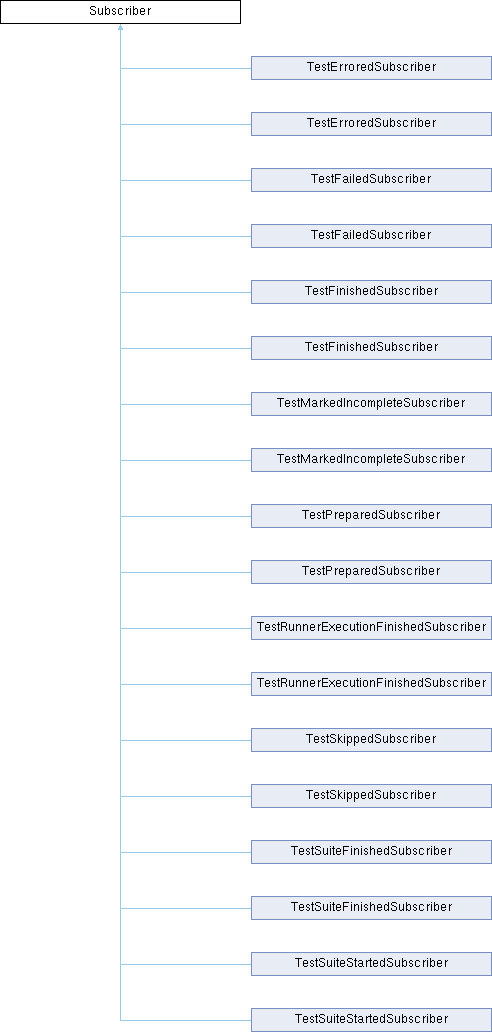 Subscriber
TestErroredSubscriber
TestErroredSubscriber
TestFailedSubscriber
TestFailedSubscriber
TestFinishedSubscriber
TestFinishedSubscriber
TestMarkedIncompleteSubscriber
TestMarkedIncompleteSubscriber
TestPreparedSubscriber
TestPreparedSubscriber
TestRunnerExecutionFinishedSubscriber
TestRunnerExecutionFinishedSubscriber
TestSkippedSubscriber
TestSkippedSubscriber
TestSuiteFinishedSubscriber
TestSuiteFinishedSubscriber
TestSuiteStartedSubscriber
TestSuiteStartedSubscriber